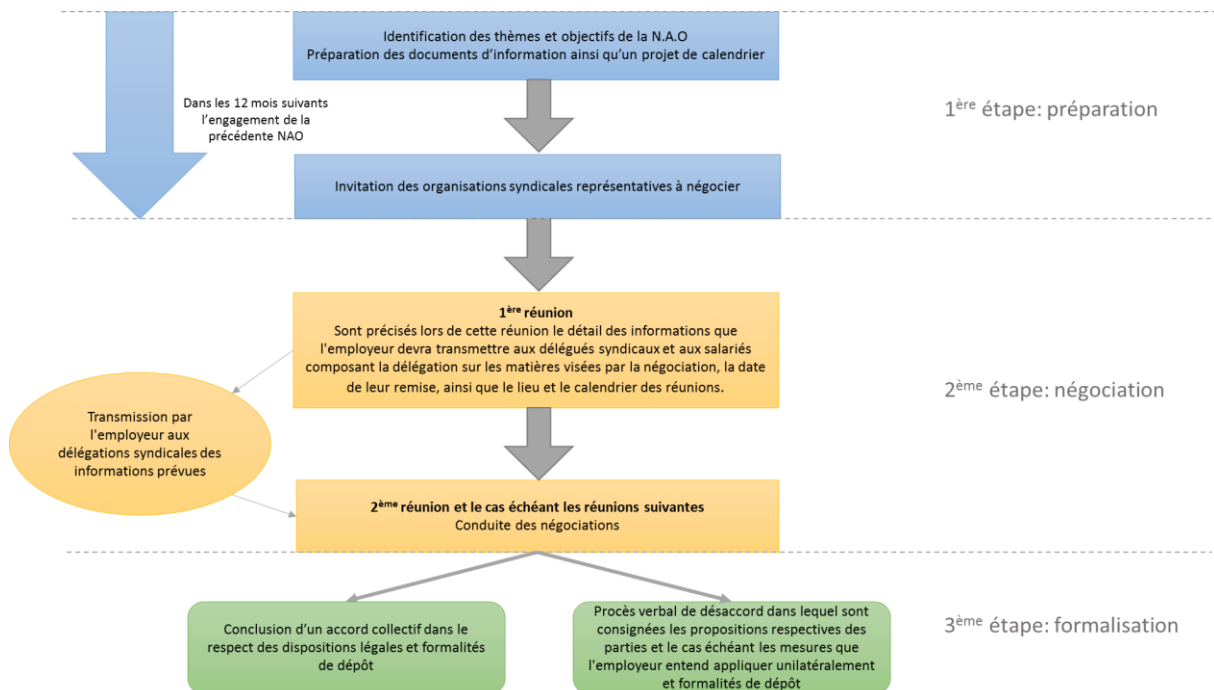 Identification des thèmes et objectifs de la N.A.O
Préparation des documents d'information ainsi qu'un projet de calendrier
Dans les 12 mois suivants
l'engagement de la
précédente NAO
1ère étape: préparation
Invitation des organisations syndicales représentatives à négocier
1ère réunion
Sont précisés lors de cette réunion le détail des informations que
l'employeur devra transmettre aux délégués syndicaux et aux salariés
composant la délégation sur les matières visées par la négociation, la date
de leur remise, ainsi que le lieu et le calendrier des réunions.
2ème étape: négociation
Transmission par
l'employeur aux
délégations syndicales des
informations prévues
2ème réunion et le cas échéant les réunions suivantes
Conduite des négociations
Conclusion d'un accord collectif dans le
respect des dispositions légales et formalités
de dépôt
Procès verbal de désaccord dans lequel sont
consignées les propositions respectives des
parties et le cas échéant les mesures que
l'employeur entend appliquer unilatéralement
et formalités de dépôt
3ème étape: formalisation